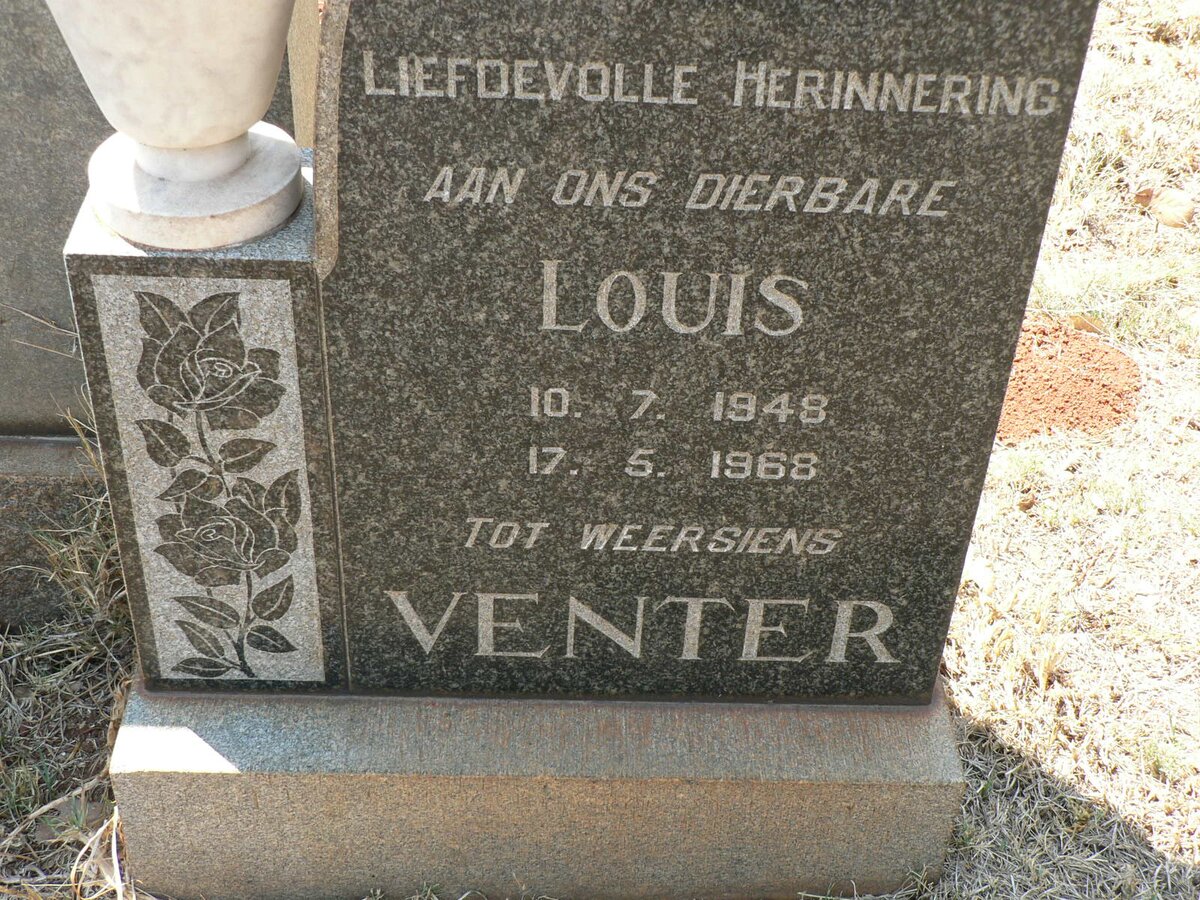 LIEFDEVOLLE HERINNERING
AAN ONS DIERBARE
LOUIS
10. 7. 1948
17. 5. 1968
TOT WEERSIENS
VENTER